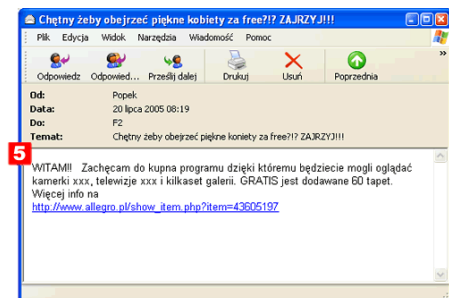 Chętny żeby obejrzeć piękne kobiety za free?!? ZAJRZYJ!!!
Plik Edycja Widok Narzędzia Wiadomość Pomoc
»
Odpowiedz Odpowied... Prześlij dalej Drukuj Usuń Poprzednia
Od: Popek
Data: 20 lipca 2005 08:19
Do: F2
Temat: Chętny żeby obejrzeć piękne koniety za free?!? ZAJRZYJ!!!
5
WITAM!! Zachęcam do kupna programu dzięki któremu będziecie mogli oglądać
kamerki xxx, telewizje xxx i kilkaset galerii. GRATIS jest dodawane 60 tapet.
Więcej info na
http://www.allegro.pl/show_item.php?item=43605197